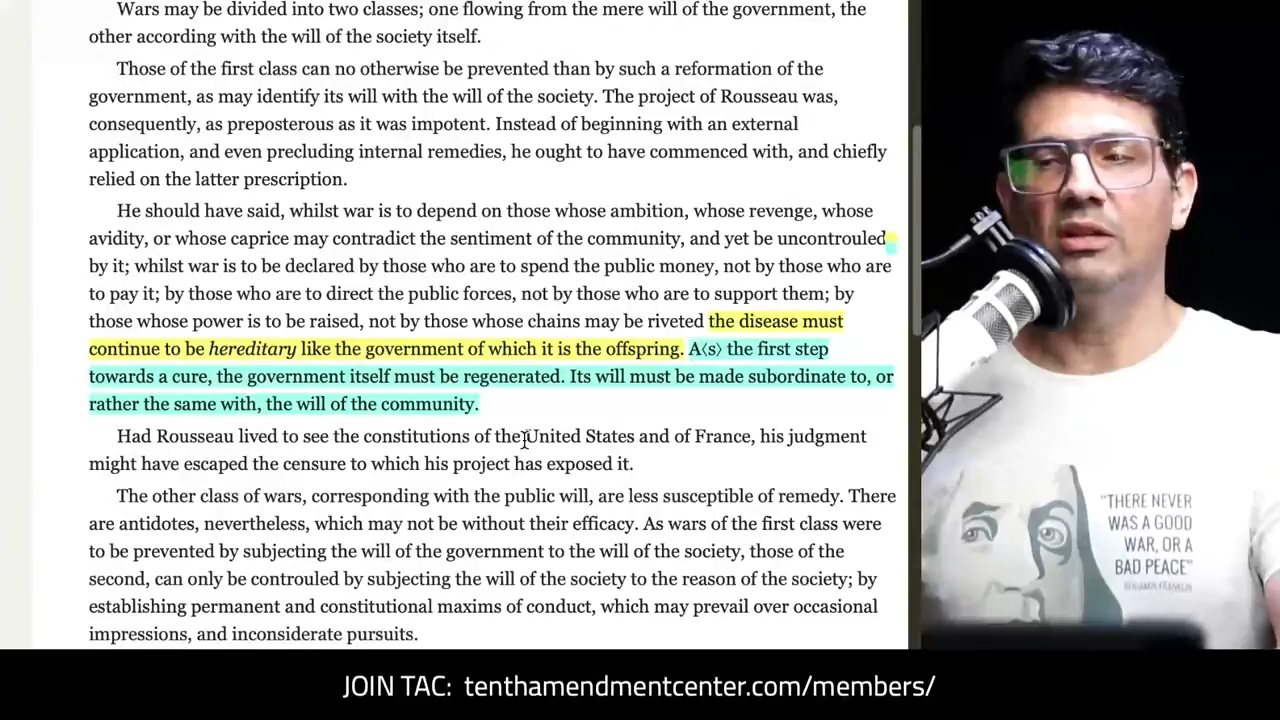 Wars may be divided into two classes; one flowing from the mere will of the government, the
other according with the will of the society itself.
Those of the first class can no otherwise be prevented than by such a reformation of the
government, as may identify its will with the will of the society. The project of Rousseau was,
consequently, as preposterous as it was impotent. Instead of beginning with an external
application, and even precluding internal remedies, he ought to have commenced with, and chiefly
relied on the latter prescription.
He should have said, whilst war is to depend on those whose ambition, whose revenge, whose
avidity, or whose caprice may contradict the sentiment of the community, and yet be uncontrouled
by it; whilst war is to be declared by those who are to spend the public money, not by those who are
to pay it; by those who are to direct the public forces, not by those who are to support them; by
those whose power is to be raised, not by those whose chains may be riveted the disease must
continue to be hereditary like the government of which it is the offspring. A⟨s⟩ the first step
towards a cure, the government itself must be regenerated. Its will must be made subordinate to, or
rather the same with, the will of the community.
Had Rousseau lived to see the constitutions of the United States and of France, his judgment
might have escaped the censure to which his project has exposed it.
The other class of wars, corresponding with the public will, are less susceptible of remedy. There
are antidotes, nevertheless, which may not be without their efficacy. As wars of the first class were
to be prevented by subjecting the will of the government to the will of the society, those of the
second, can only be controuled by subjecting the will of the society to the reason of the society; by
establishing permanent and constitutional maxims of conduct, which may prevail over occasional
impressions, and inconsiderate pursuits.
"THERE NEVER
WAS A GOOD
WAR, OR A
BAD PEACE"
BENJAMIN FRANKLIN
JOIN TAC: tenthamendmentcenter.com/members/